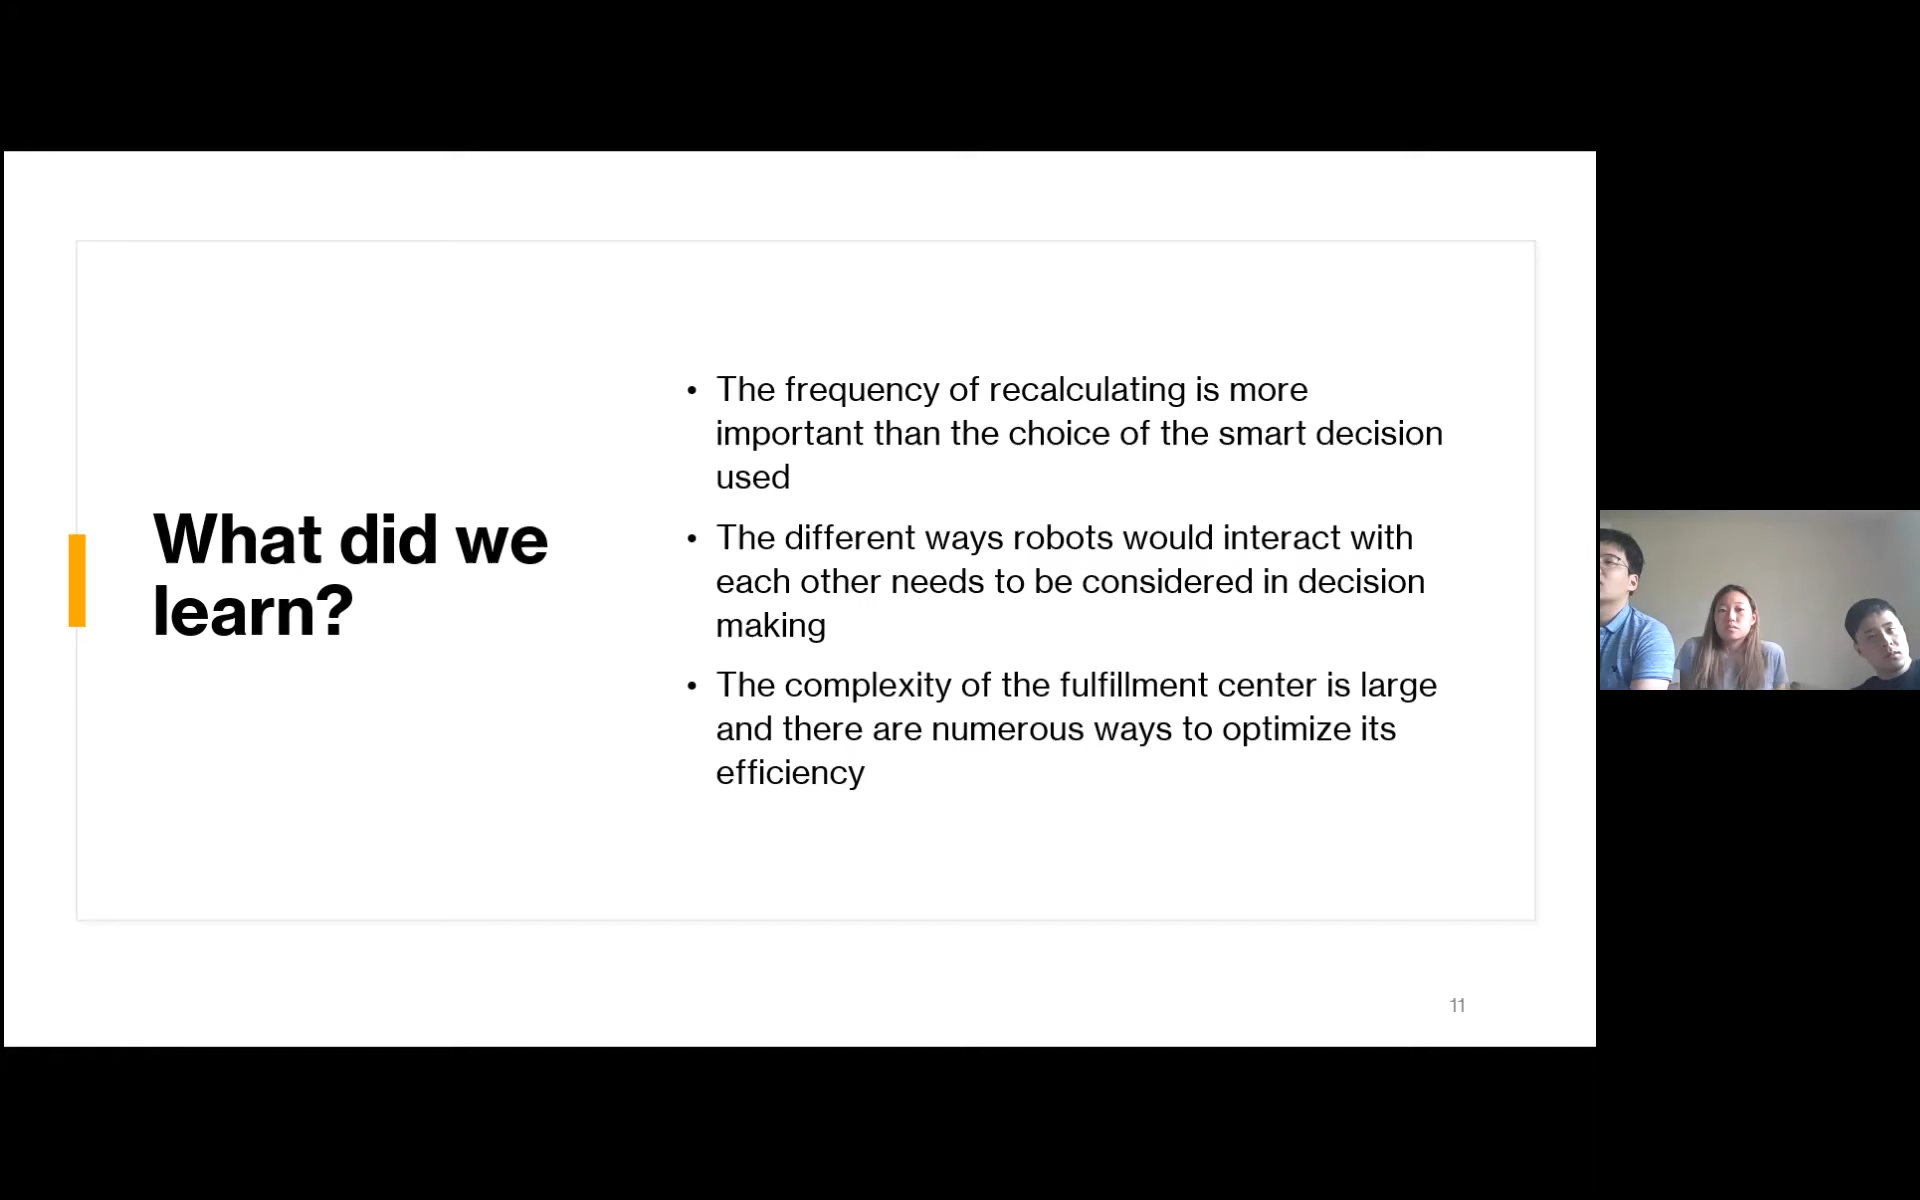 What did we
learn?
• The frequency of recalculating is more
important than the choice of the smart decision
used
• The different ways robots would interact with
each other needs to be considered in decision
making
• The complexity of the fulfillment center is large
and there are numerous ways to optimize its
efficiency
11